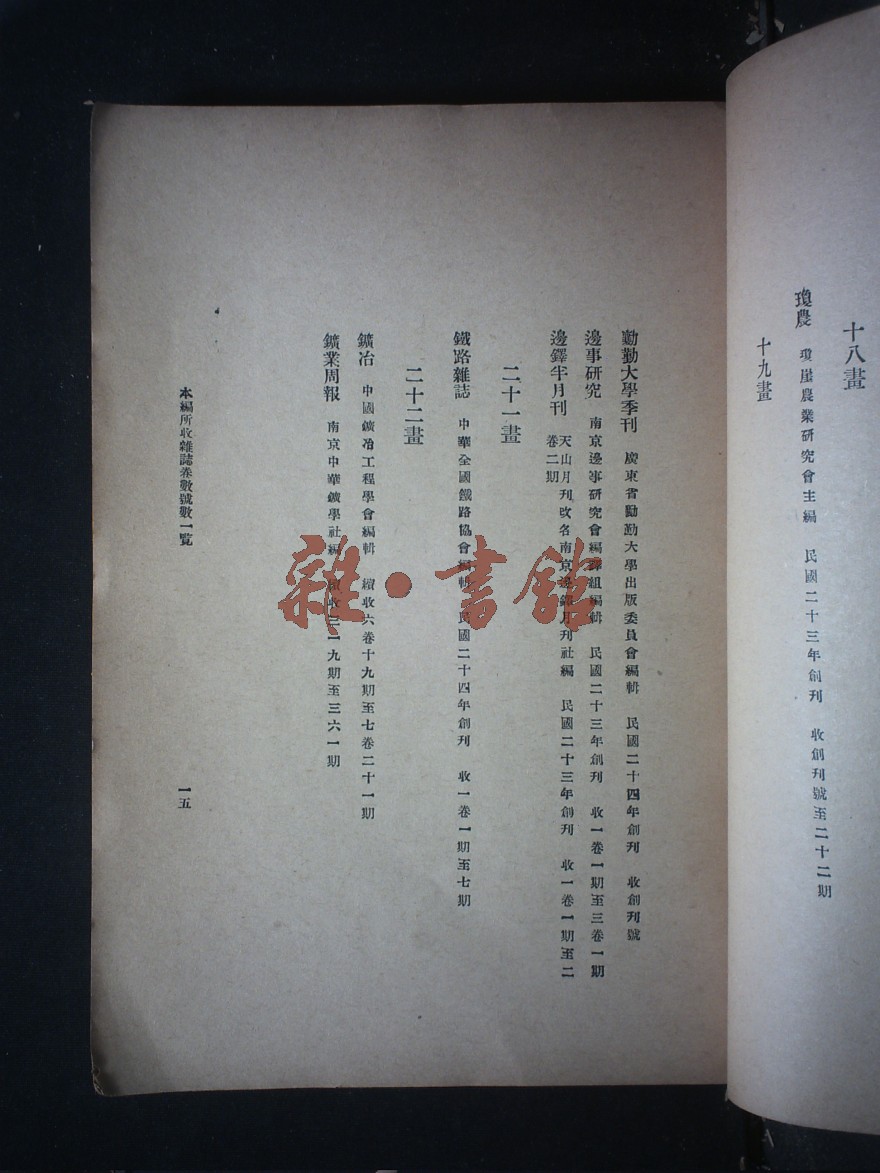 十八畫
瓊農　瓊崖農業研究會主編　民國二十三年創刊　收創刊號至二十二期
十九畫
勷勤大學季刊　廣東省勷勤大學出版委員會編輯　民國二十四年創刊　收創刊號
邊事研究　南京邊事研究會編譯組編輯　民國二十三年創刊　收一卷一期至三卷一期
邊鐸半月刊　天山月刊改名南京邊鐸月刊社編　民國二十三年創刊　收一卷一期至二
卷二期
二十一畫
鐵路雜誌　中華全國鐵路協會編輯　民國二十四年創刊　收一卷一期至七期
二十二畫
鑛冶　中國鑛冶工程學會編輯　續收六卷十九期至七卷二十一期
鑛業周報　南京中華鑛學社編　續收三一九期至三六一期
本編所收雜誌卷數號數一覽
一五
雜·書館